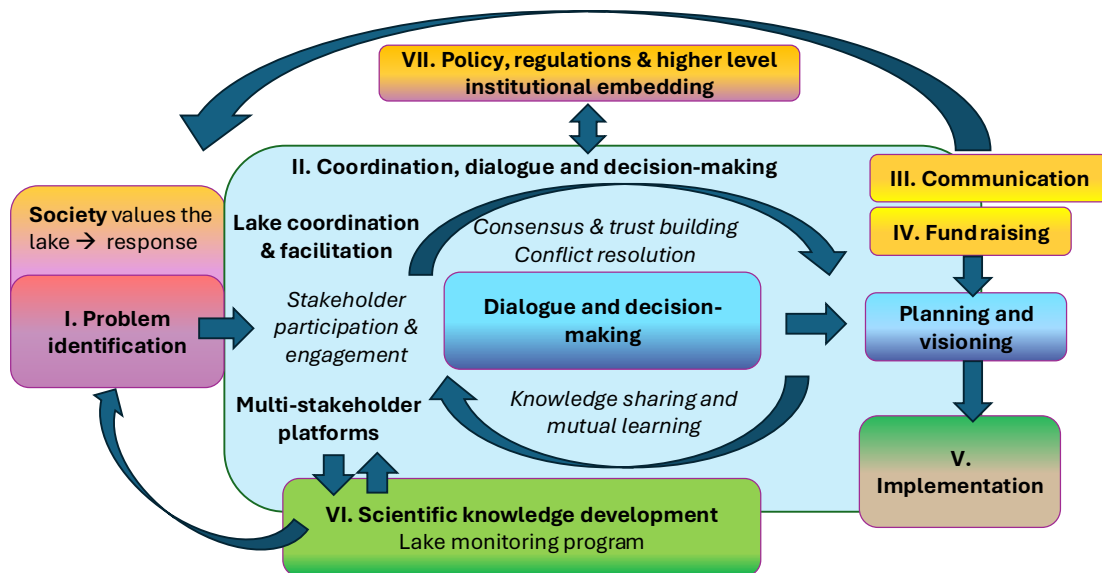 VII. Policy, regulations & higher level
institutional embedding
II. Coordination, dialogue and decision-making
III. Communication
Society values the
lake → response
Lake coordination
& facilitation
Consensus & trust building
Conflict resolution
IV. Fund raising
I. Problem
identification
Stakeholder
participation &
engagement
Dialogue and decision-
making
Planning and
visioning
Multi-stakeholder
platforms
Knowledge sharing and
mutual learning
V.
Implementation
VI. Scientific knowledge development
Lake monitoring program